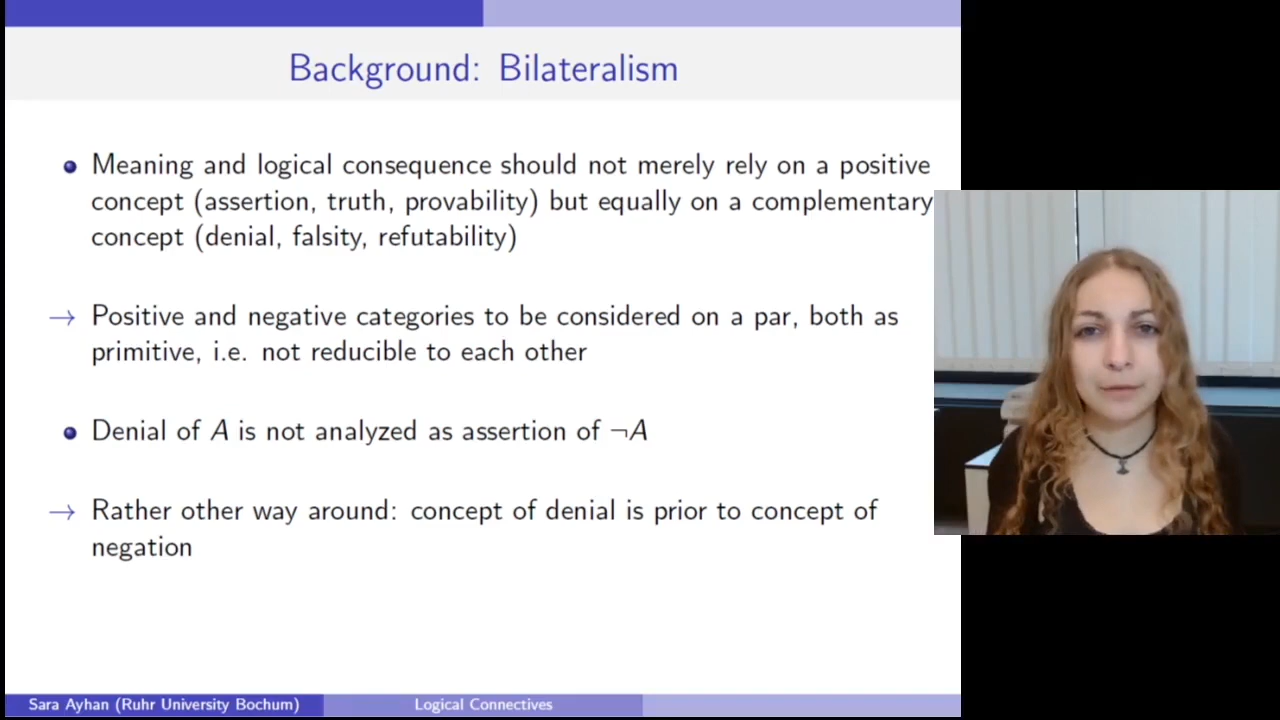 Background: Bilateralism
Meaning and logical consequence should not merely rely on a positive
concept (assertion, truth, provability) but equally on a complementary
concept (denial, falsity, refutability)
→ Positive and negative categories to be considered on a par, both as
primitive, i.e. not reducible to each other
Denial of A is not analyzed as assertion of ¬A
→ Rather other way around: concept of denial is prior to concept of
negation
Sara Ayhan (Ruhr University Bochum)
Logical Connectives